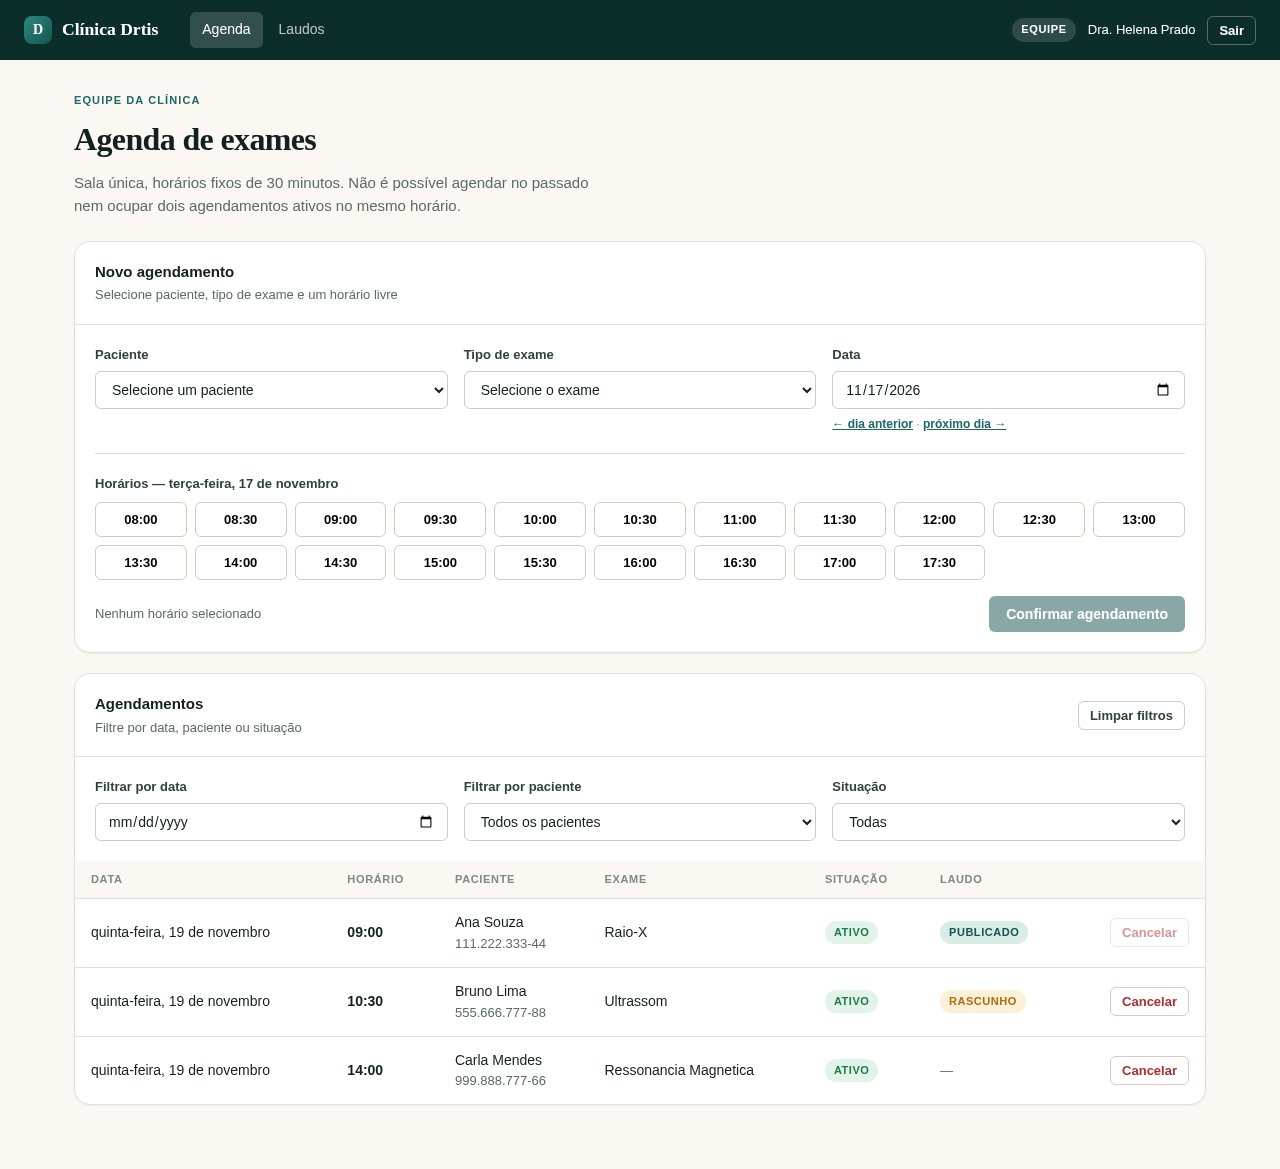 D Clínica Drtis Agenda Laudos EQUIPE Dra. Helena Prado Sair
EQUIPE DA CLÍNICA
Agenda de exames
Sala única, horários fixos de 30 minutos. Não é possível agendar no passado
nem ocupar dois agendamentos ativos no mesmo horário.
Novo agendamento
Selecione paciente, tipo de exame e um horário livre
Paciente Tipo de exame Data
Selecione um paciente Selecione o exame 11/17/2026
← dia anterior · próximo dia →
Horários — terça-feira, 17 de novembro
08:00 08:30 09:00 09:30 10:00 10:30 11:00 11:30 12:00 12:30 13:00
13:30 14:00 14:30 15:00 15:30 16:00 16:30 17:00 17:30
Nenhum horário selecionado Confirmar agendamento
Agendamentos
Filtre por data, paciente ou situação
Limpar filtros
Filtrar por data Filtrar por paciente Situação
mm/dd/yyyy Todos os pacientes Todas
DATA HORÁRIO PACIENTE EXAME SITUAÇÃO LAUDO
quinta-feira, 19 de novembro 09:00 Ana Souza Raio-X ATIVO PUBLICADO Cancelar
111.222.333-44
quinta-feira, 19 de novembro 10:30 Bruno Lima Ultrassom ATIVO RASCUNHO Cancelar
555.666.777-88
quinta-feira, 19 de novembro 14:00 Carla Mendes Ressonancia Magnetica ATIVO — Cancelar
999.888.777-66